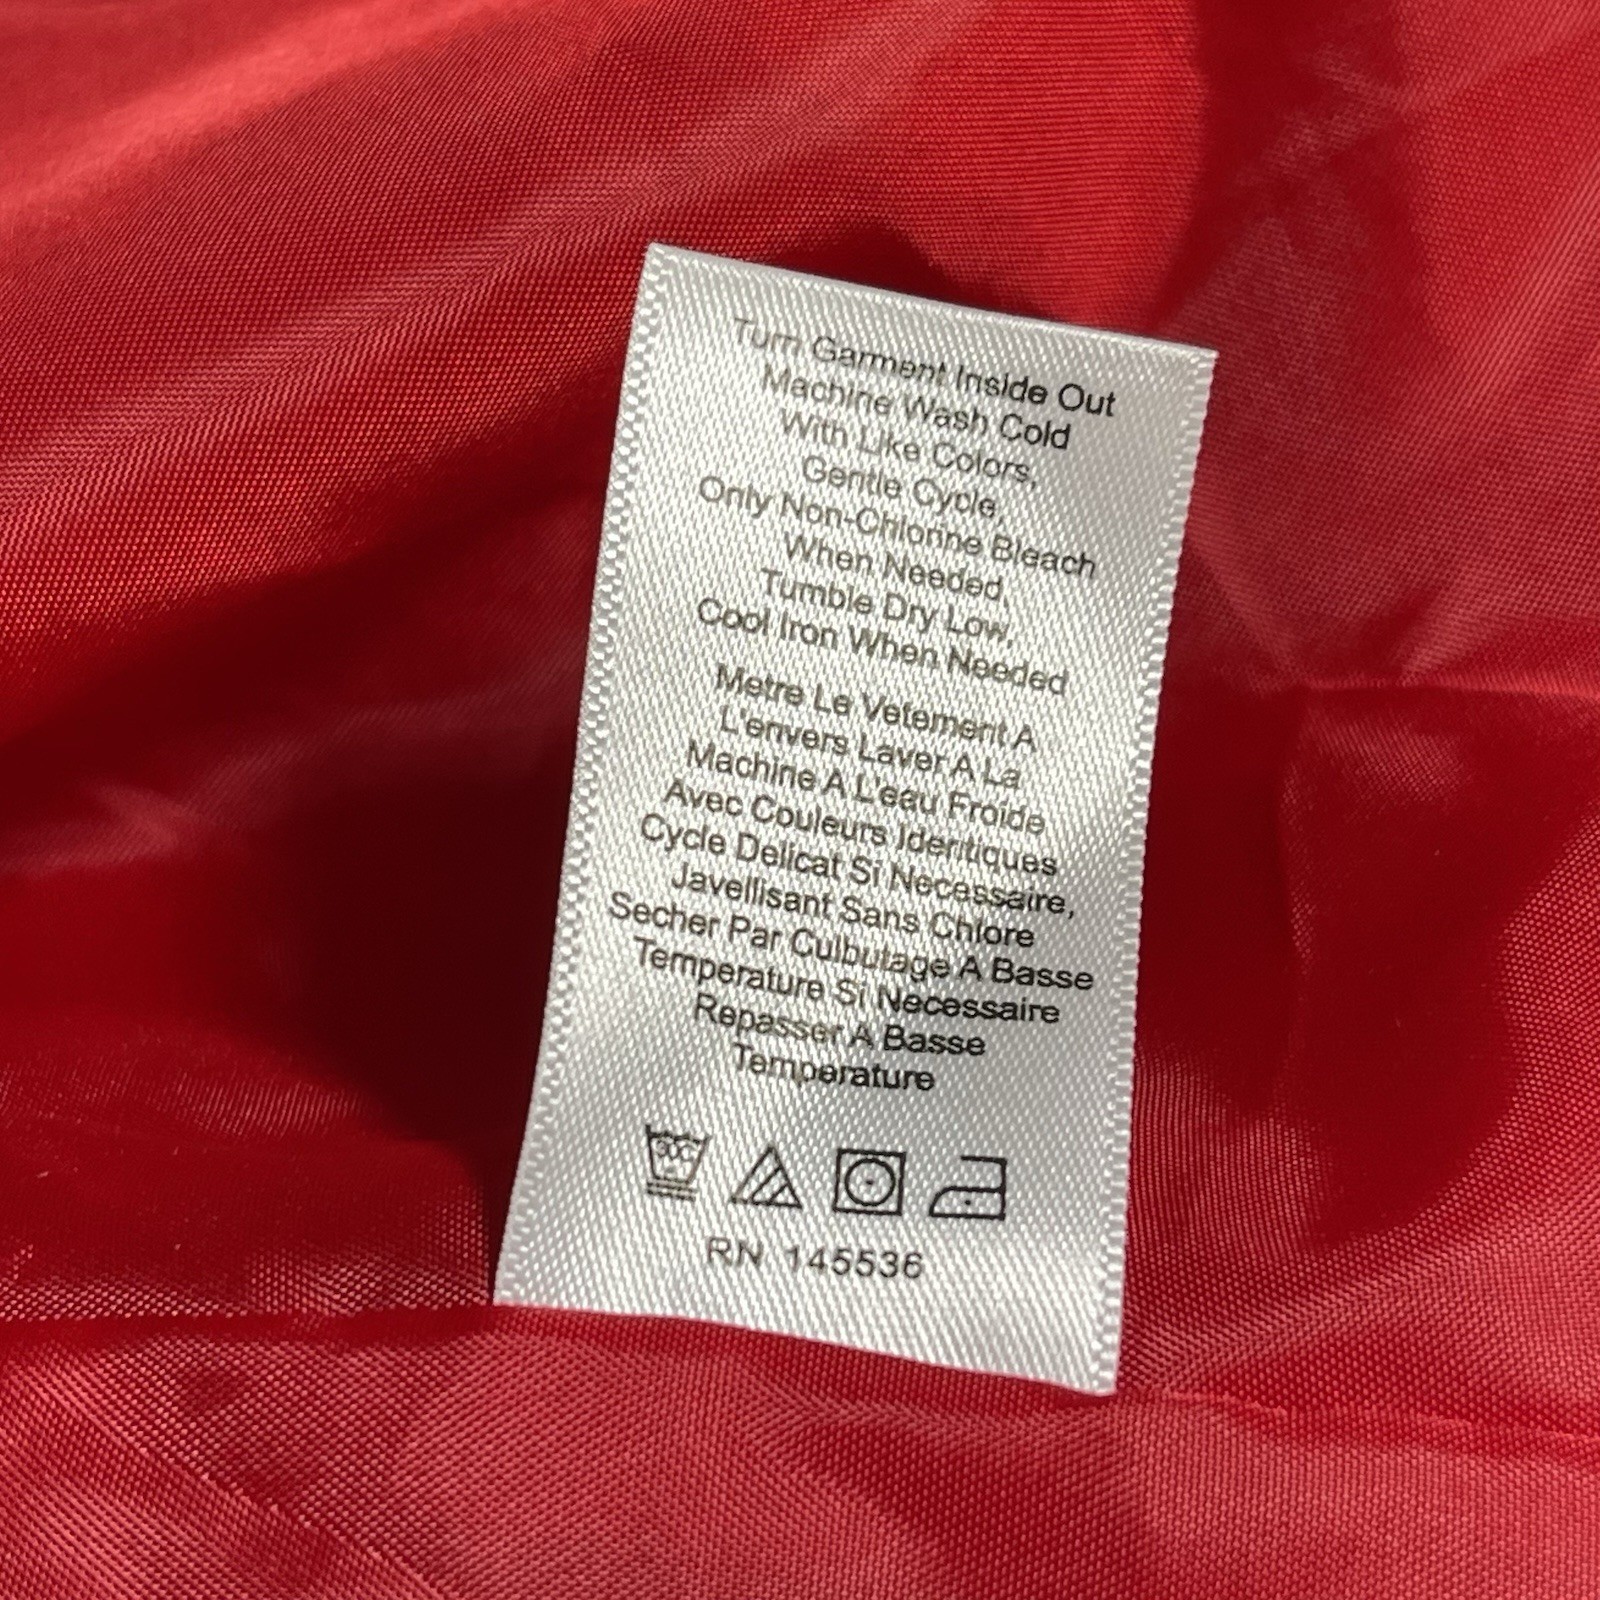 Turn Garment Inside Out
Machine Wash Cold
With Like Colors,
Gentle Cycle,
Only Non-Chlorine Bleach
When Needed,
Tumble Dry Low,
Cool Iron When Needed
Metre Le Vetement A
L'envers Laver A La
Machine A L'eau Froide
Avec Couleurs Identiques
Cycle Delicat Si Necessaire,
Javellisant Sans Chlore
Secher Par Culbutage A Basse
Temperature Si Necessaire
Repasser A Basse
Temperature
30C
RN 145536